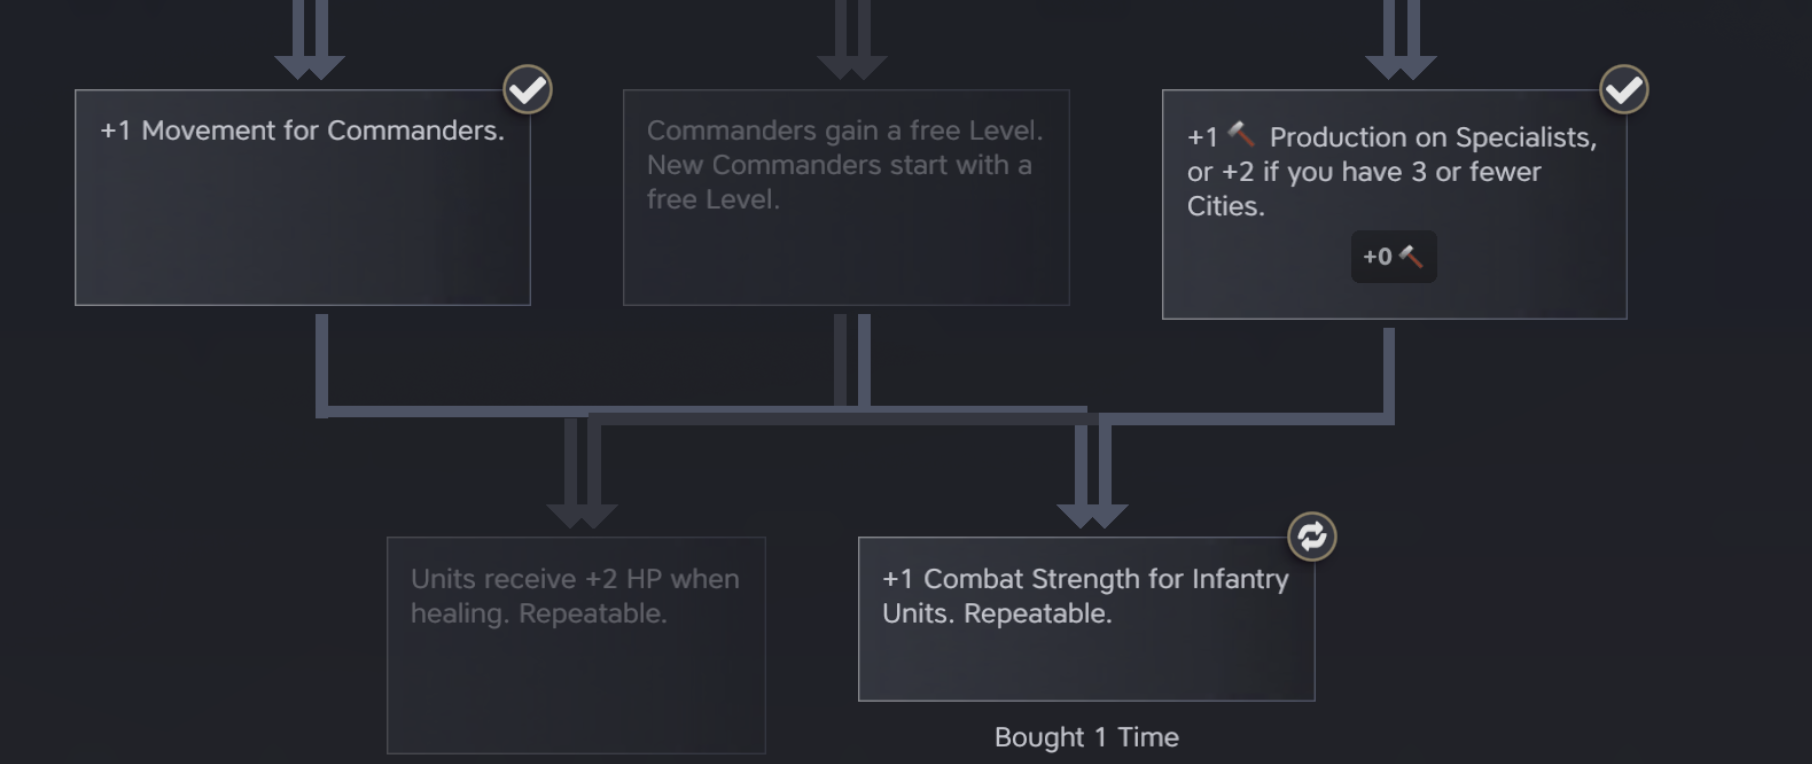 +1 Movement for Commanders.
Commanders gain a free Level.
New Commanders start with a
free Level.
+1 Production on Specialists,
or +2 if you have 3 or fewer
Cities.
+0
Units receive +2 HP when
healing. Repeatable.
+1 Combat Strength for Infantry
Units. Repeatable.
Bought 1 Time